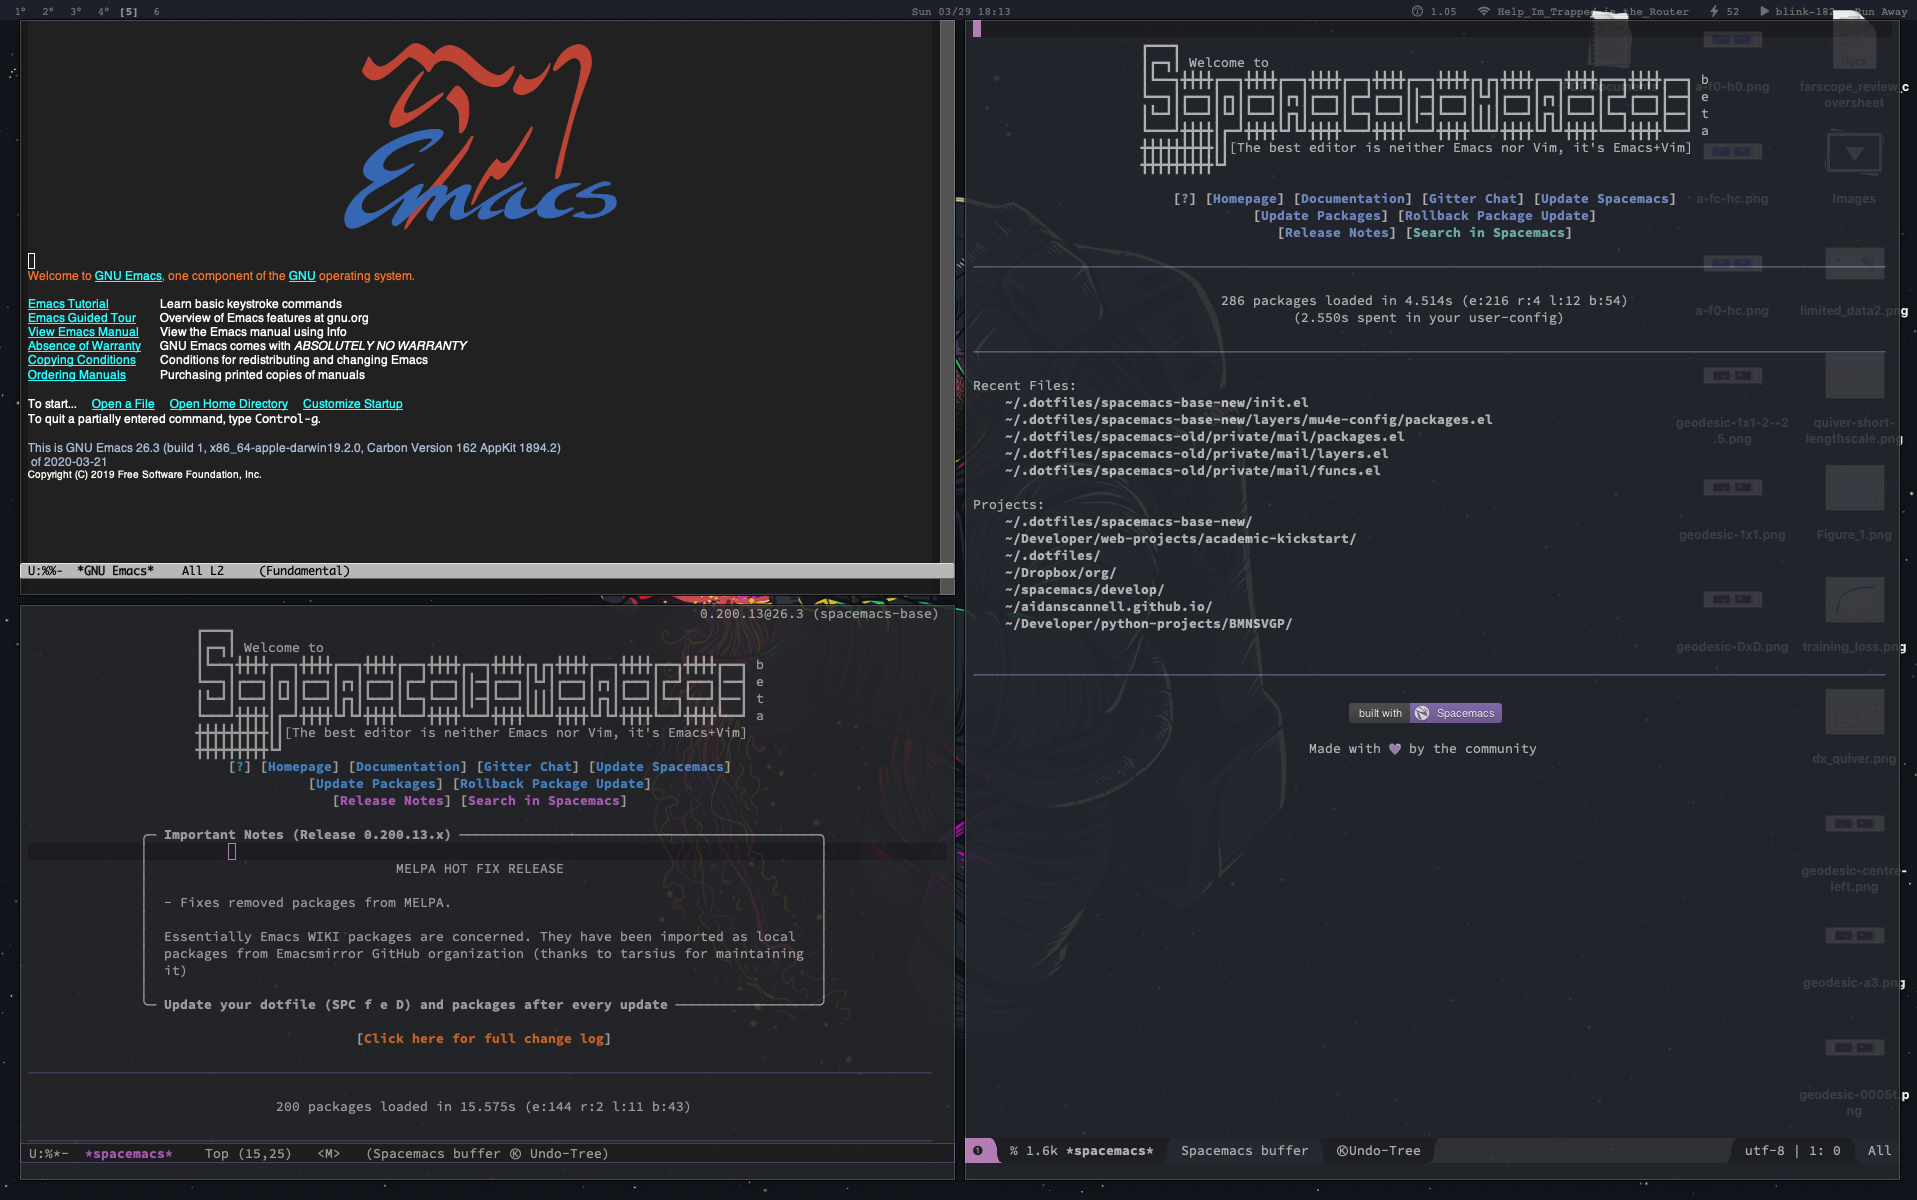 1° 2° 3° 4° [5] 6
Sun 03/29 18:13
1.05 Help_Im_Trapped_in_the_Router 52 blink-182 Run Away
Emacs
Welcome to GNU Emacs, one component of the GNU operating system.
Emacs Tutorial Learn basic keystroke commands
Emacs Guided Tour Overview of Emacs features at gnu.org
View Emacs Manual View the Emacs manual using Info
Absence of Warranty GNU Emacs comes with ABSOLUTELY NO WARRANTY
Copying Conditions Conditions for redistributing and changing Emacs
Ordering Manuals Purchasing printed copies of manuals
To start... Open a File Open Home Directory Customize Startup
To quit a partially entered command, type Control-g.
This is GNU Emacs 26.3 (build 1, x86_64-apple-darwin19.2.0, Carbon Version 162 AppKit 1894.2)
of 2020-03-21
Copyright (C) 2019 Free Software Foundation, Inc.
U:%%- *GNU Emacs* All L2 (Fundamental)
0.200.13@26.3 (spacemacs-base)
Welcome to
SPACEMACS
beta
[The best editor is neither Emacs nor Vim, it's Emacs+Vim]
[?] [Homepage] [Documentation] [Gitter Chat] [Update Spacemacs]
[Update Packages] [Rollback Package Update]
[Release Notes] [Search in Spacemacs]
Important Notes (Release 0.200.13.x)
MELPA HOT FIX RELEASE
- Fixes removed packages from MELPA.
Essentially Emacs WIKI packages are concerned. They have been imported as local
packages from Emacsmirror GitHub organization (thanks to tarsius for maintaining
it)
Update your dotfile (SPC f e D) and packages after every update
[Click here for full change log]
200 packages loaded in 15.575s (e:144 r:2 l:11 b:43)
U:%*- *spacemacs* Top (15,25) <M> (Spacemacs buffer Ⓚ Undo-Tree)
Welcome to
SPACEMACS
beta
[The best editor is neither Emacs nor Vim, it's Emacs+Vim]
[?] [Homepage] [Documentation] [Gitter Chat] [Update Spacemacs]
[Update Packages] [Rollback Package Update]
[Release Notes] [Search in Spacemacs]
286 packages loaded in 4.514s (e:216 r:4 l:12 b:54)
(2.550s spent in your user-config)
Recent Files:
~/.dotfiles/spacemacs-base-new/init.el
~/.dotfiles/spacemacs-base-new/layers/mu4e-config/packages.el
~/.dotfiles/spacemacs-old/private/mail/packages.el
~/.dotfiles/spacemacs-old/private/mail/layers.el
~/.dotfiles/spacemacs-old/private/mail/funcs.el
Projects:
~/.dotfiles/spacemacs-base-new/
~/Developer/web-projects/academic-kickstart/
~/.dotfiles/
~/Dropbox/org/
~/spacemacs/develop/
~/aidanscannell.github.io/
~/Developer/python-projects/BMNSVGP/
built with Spacemacs
Made with 💜 by the community
❶ % 1.6k *spacemacs* Spacemacs buffer ⓀUndo-Tree utf-8 | 1: 0 All
DOCX
a-f0-h0.png
farscope_review_c
oversheet
a-fc-hc.png
Images
a-f0-hc.png
limited_data2.png
geodesic-1x1-2--2
.5.png
quiver-short-
lengthscale.png
geodesic-1x1.png
Figure_1.png
geodesic-DxD.png
training_loss.png
dx_quiver.png
geodesic-centre-
left.png
geodesic-a3.png
geodesic-0005t.p
ng